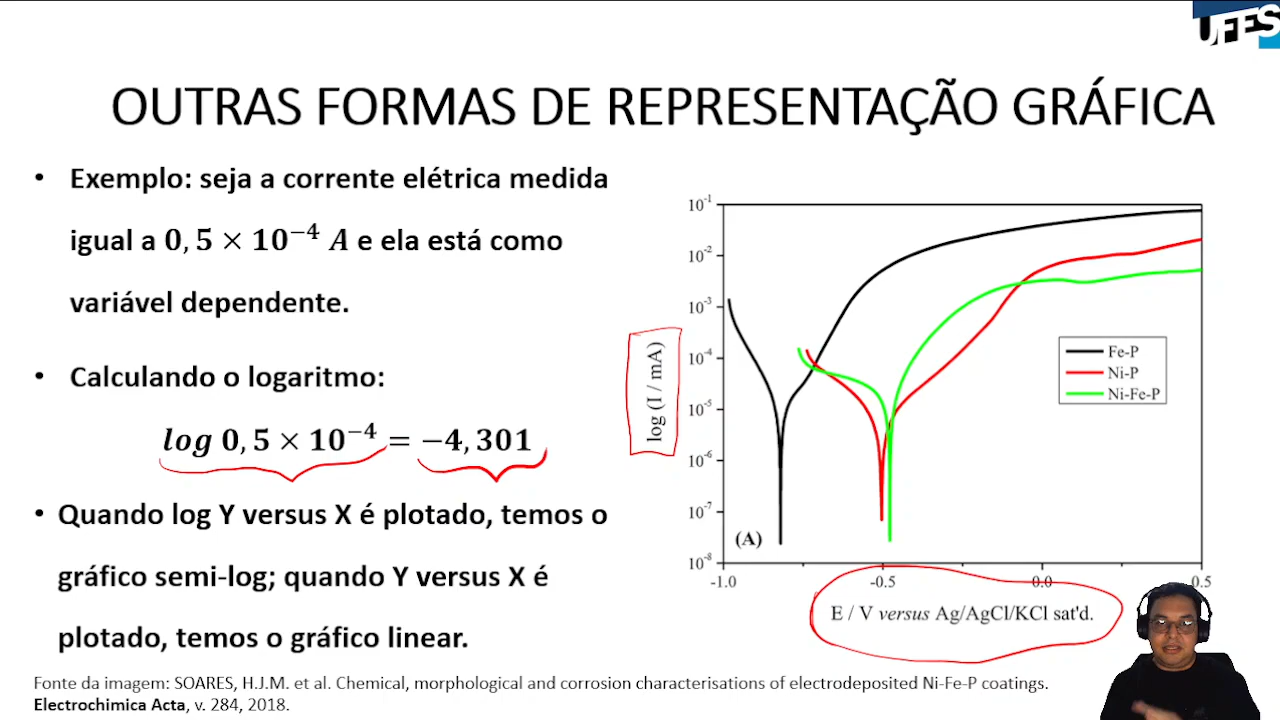 UFES
OUTRAS FORMAS DE REPRESENTAÇÃO GRÁFICA
• Exemplo: seja a corrente elétrica medida
igual a 0,5 × 10⁻⁴ A e ela está como
variável dependente.
• Calculando o logaritmo:
log 0,5 × 10⁻⁴ = −4,301
• Quando log Y versus X é plotado, temos o
gráfico semi-log; quando Y versus X é
plotado, temos o gráfico linear.
log (I / mA)
10⁻¹
10⁻²
10⁻³
10⁻⁴
10⁻⁵
10⁻⁶
10⁻⁷
10⁻⁸
Fe-P
Ni-P
Ni-Fe-P
(A)
-1.0 -0.5 0.0 0.5
E / V versus Ag/AgCl/KCl sat'd.
Fonte da imagem: SOARES, H.J.M. et al. Chemical, morphological and corrosion characterisations of electrodeposited Ni-Fe-P coatings.
Electrochimica Acta, v. 284, 2018.